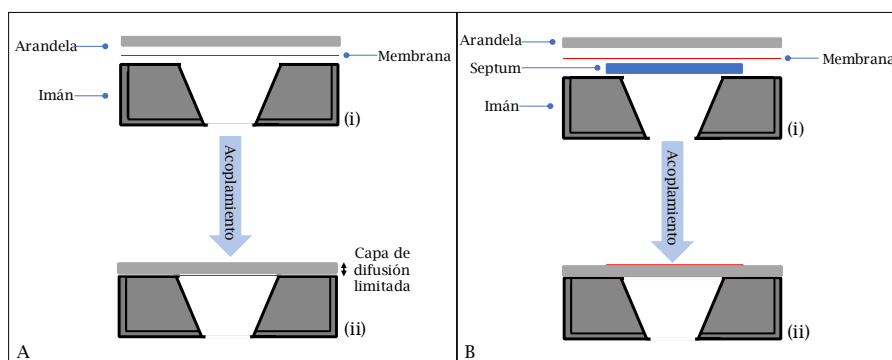 Arandela
Membrana
Imán
(i)
Acoplamiento
Capa de
difusión
limitada
(ii)
A
Arandela
Membrana
Septum
Imán
(i)
Acoplamiento
(ii)
B